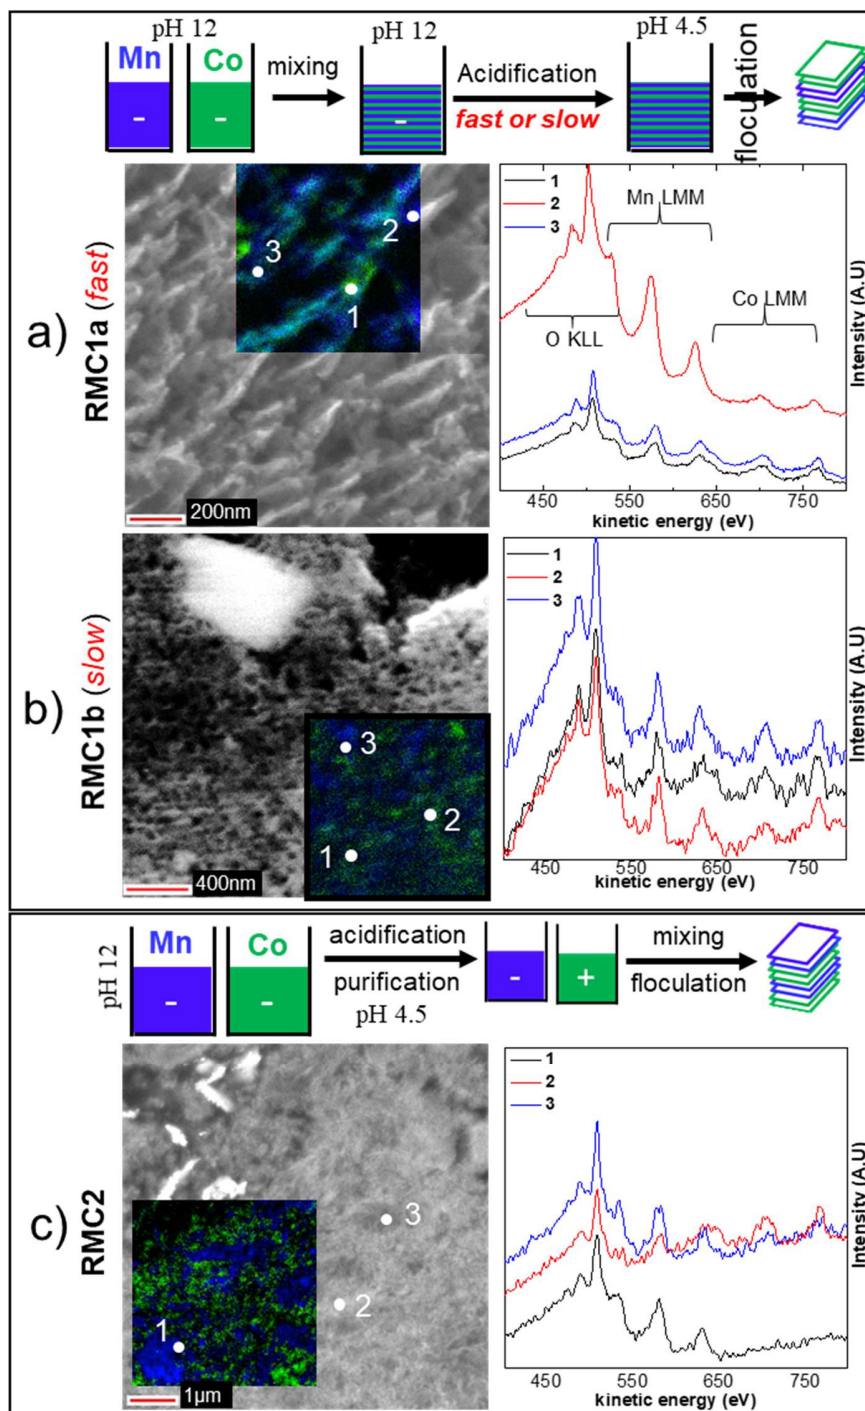 pH 12
pH 12
pH 4.5
Mn
Co
mixing
Acidification
fast or slow
floculation
-
-
-
a)
RMC1a (fast)
3
2
1
200nm
1
2
3
Mn LMM
Co LMM
O KLL
450 550 650 750
kinetic energy (eV)
Intensity (A.U)
b)
RMC1b (slow)
3
2
1
400nm
1
2
3
450 550 650 750
kinetic energy (eV)
Intensity (A.U)
pH 12
Mn
Co
acidification
purification
pH 4.5
mixing
floculation
-
-
-
+
c)
RMC2
3
2
1
1µm
1
2
3
450 550 650 750
kinetic energy (eV)
Intensity (A.U)